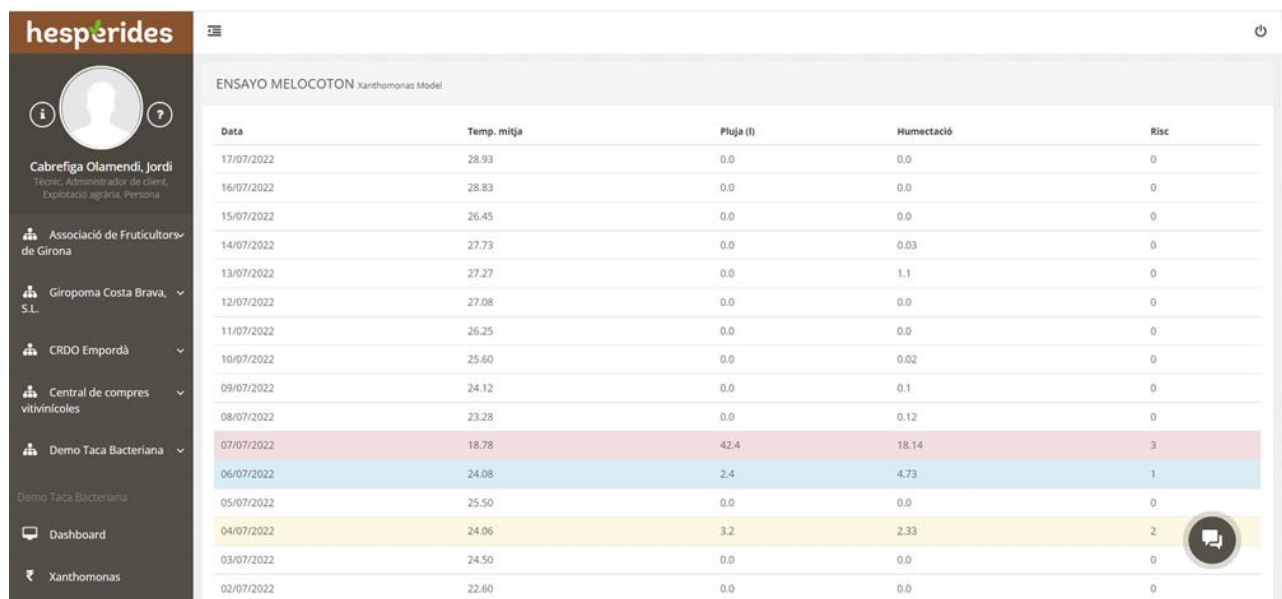 hesperides
ENSAYO MELOCOTON Xanthomonas Model
i
?
Cabrefiga Olamendi, Jordi
Tècnic, Administrador de client,
Explotació agrària, Persona
Associació de Fruticultors
de Girona
Giropoma Costa Brava,
S.L.
CRDO Empordà
Central de compres
vitivinícoles
Demo Taca Bacteriana
Demo Taca Bacteriana
Dashboard
₹ Xanthomonas
Data Temp. mitja Pluja (l) Humectació Risc
17/07/2022 28.93 0.0 0.0 0
16/07/2022 28.83 0.0 0.0 0
15/07/2022 26.45 0.0 0.0 0
14/07/2022 27.73 0.0 0.03 0
13/07/2022 27.27 0.0 1.1 0
12/07/2022 27.08 0.0 0.0 0
11/07/2022 26.25 0.0 0.0 0
10/07/2022 25.60 0.0 0.02 0
09/07/2022 24.12 0.0 0.1 0
08/07/2022 23.28 0.0 0.12 0
07/07/2022 18.78 42.4 18.14 3
06/07/2022 24.08 2.4 4.73 1
05/07/2022 25.50 0.0 0.0 0
04/07/2022 24.06 3.2 2.33 2
03/07/2022 24.50 0.0 0.0 0
02/07/2022 22.60 0.0 0.0 0